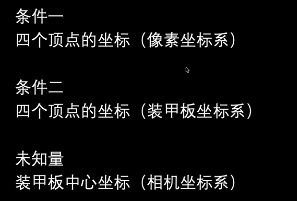 条件一
四个顶点的坐标（像素坐标系）
条件二
四个顶点的坐标（装甲板坐标系）
未知量
装甲板中心坐标（相机坐标系）